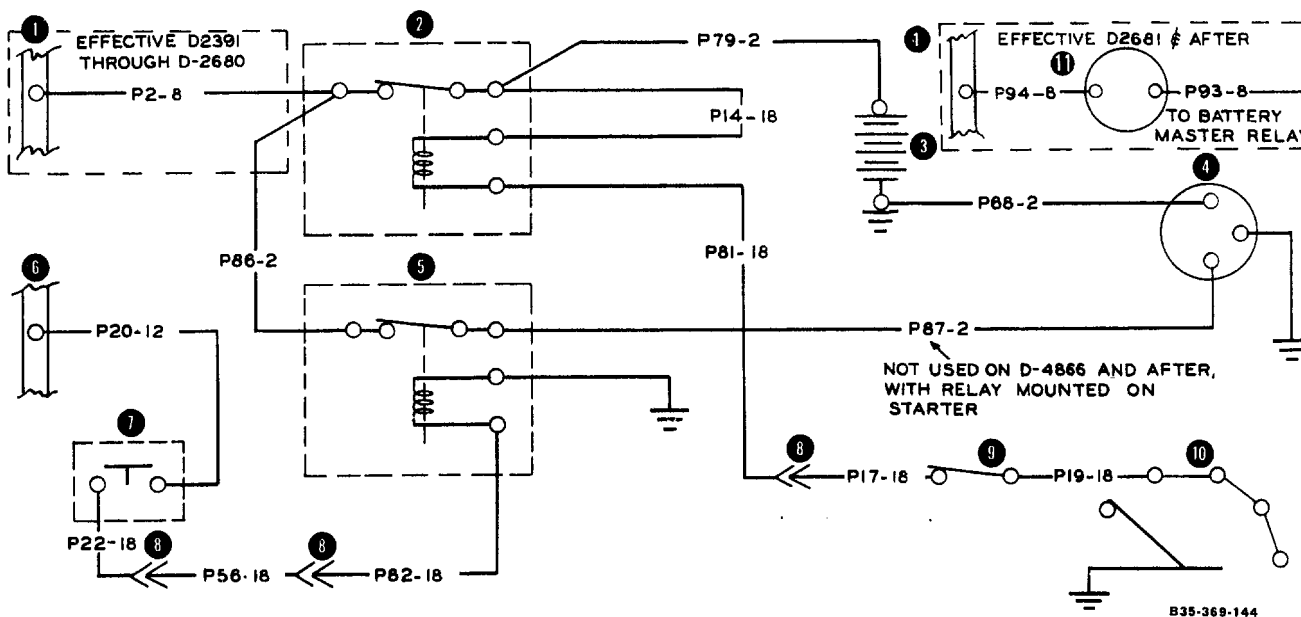 1
EFFECTIVE D2391
THROUGH D-2680
P2-8
2
P79-2
P14-18
1
EFFECTIVE D2681 & AFTER
11
P94-8
P93-8
TO BATTERY
MASTER RELAY
3
4
P68-2
P86-2
P81-18
5
6
P20-12
P87-2
NOT USED ON D-4866 AND AFTER,
WITH RELAY MOUNTED ON
STARTER
7
8
P17-18
9
P19-18
10
P22-18
8
P56-18
8
P82-18
B35-369-144